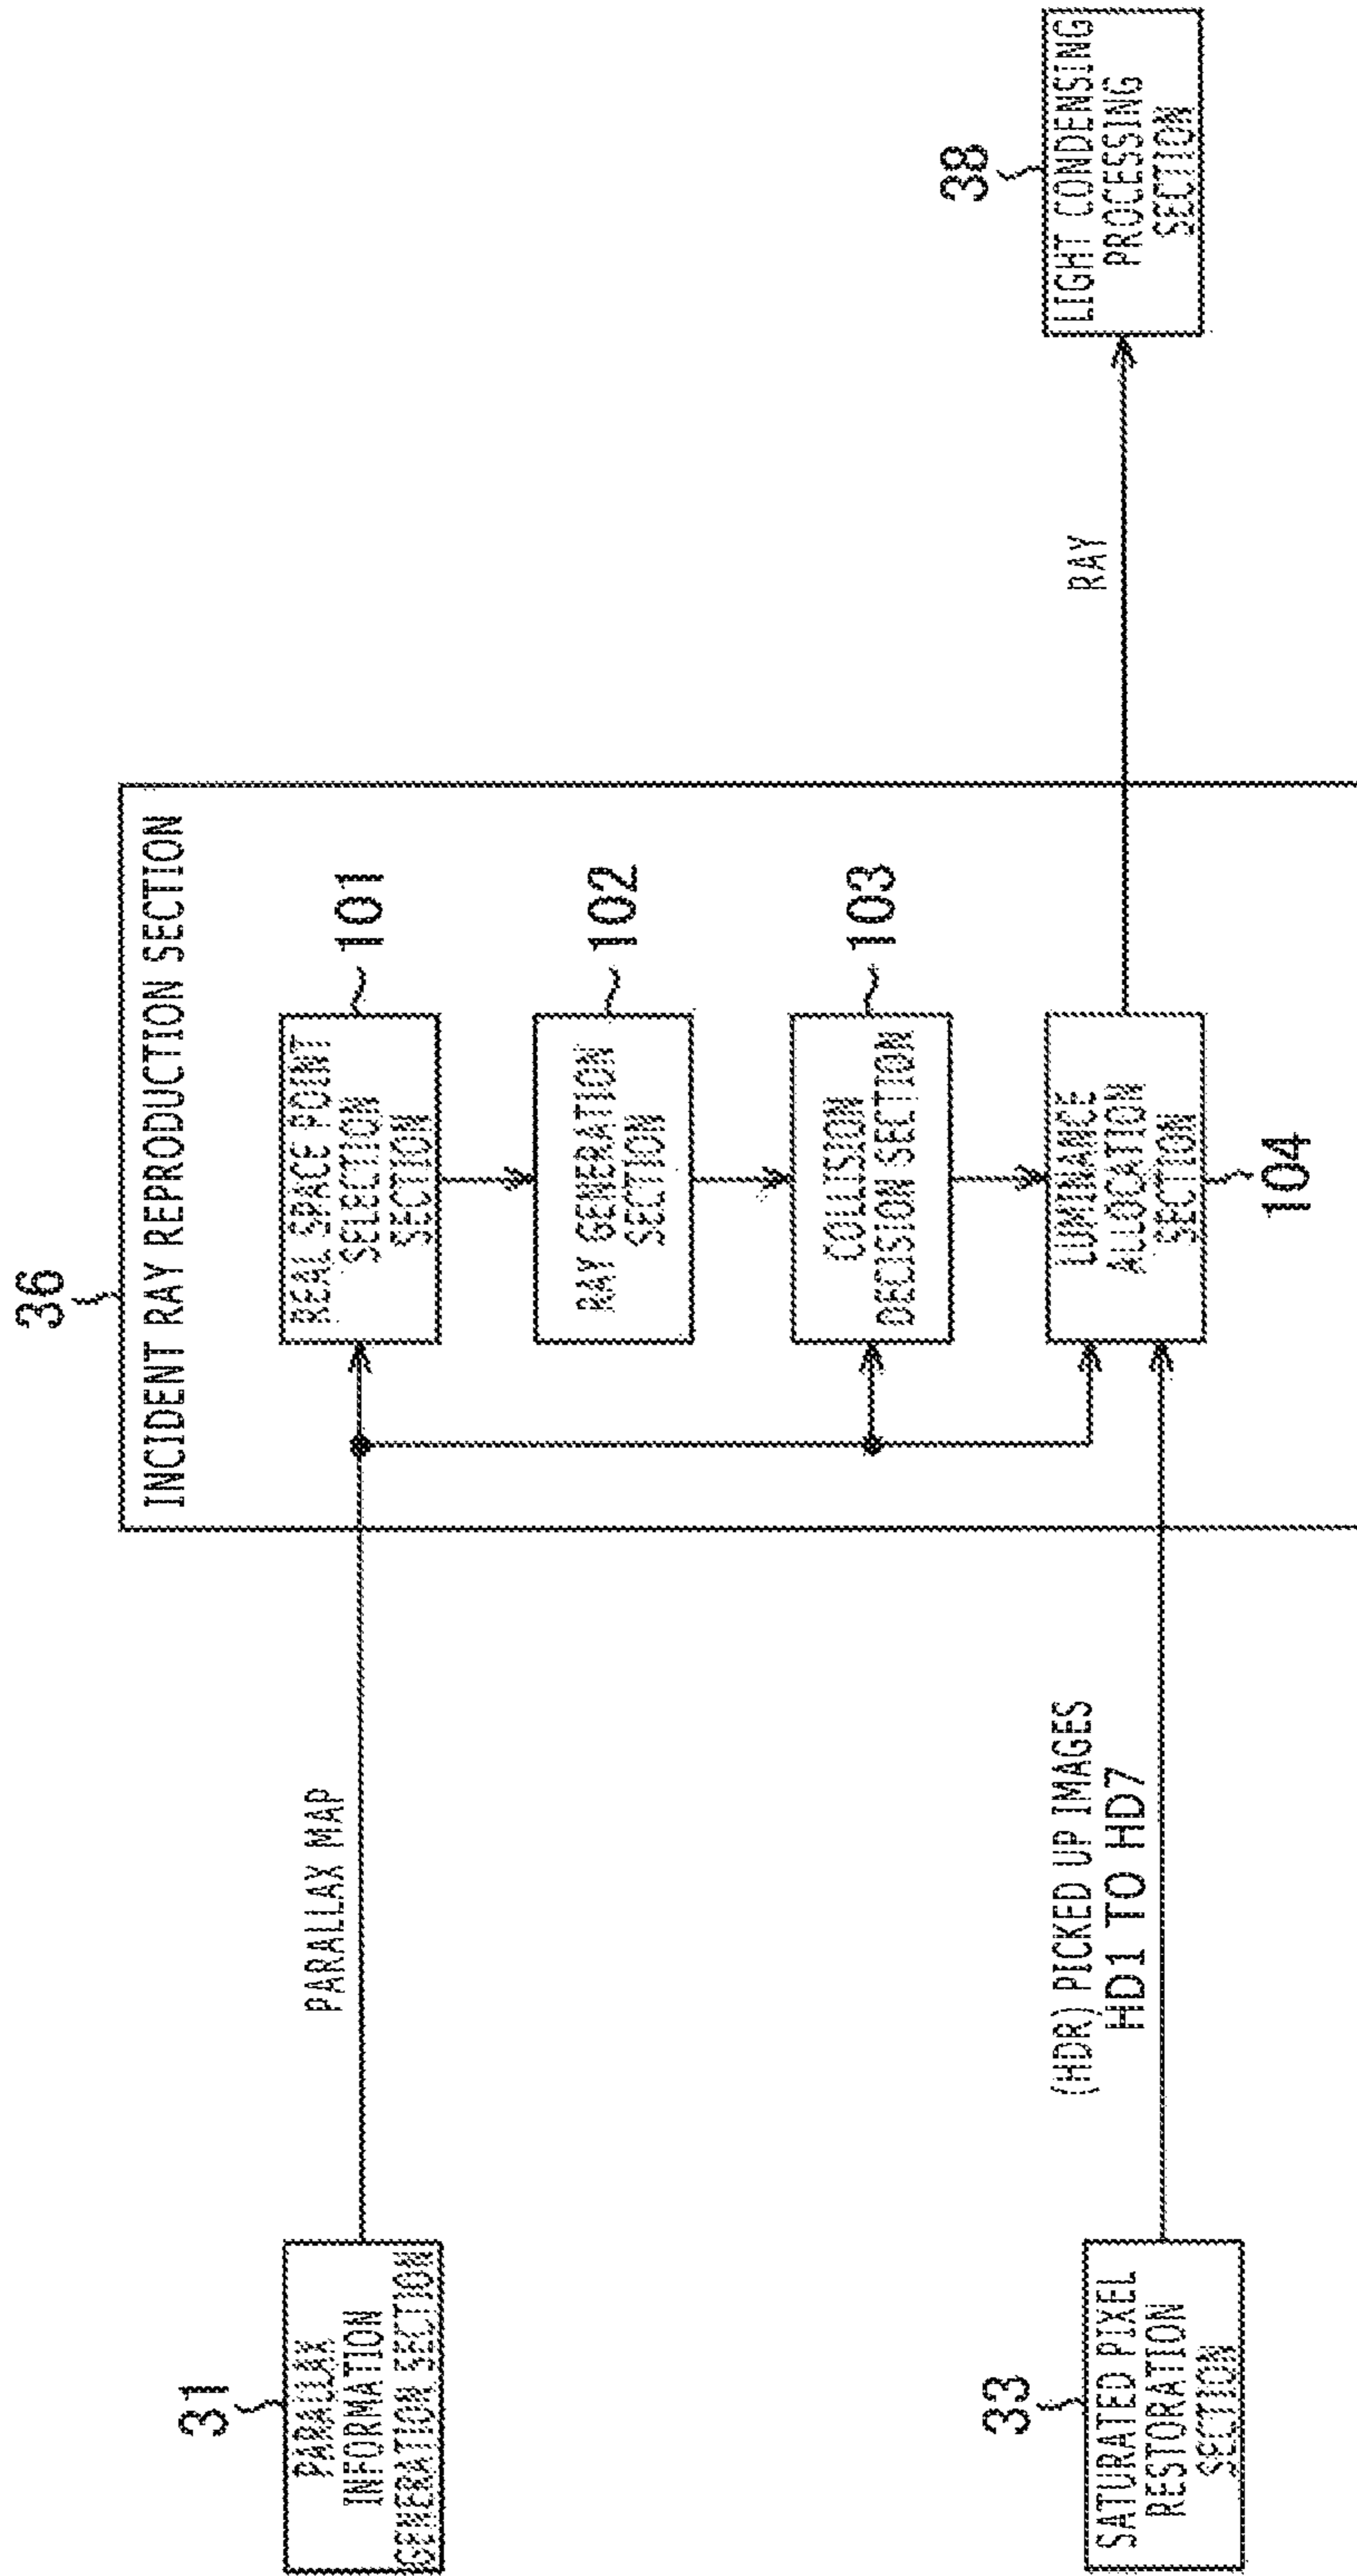 36
INCIDENT RAY REPRODUCTION SECTION
31
PARALLAX
INFORMATION
GENERATION SECTION
PARALLAX MAP
REAL SPACE POINT
SELECTION
SECTION
101
RAY GENERATION
SECTION
102
COLLISION
DECISION SECTION
103
33
SATURATED PIXEL
RESTORATION
SECTION
(HDR) PICKED UP IMAGES
HD1 TO HD7
LUMINANCE
ALLOCATION
SECTION
104
RAY
38
LIGHT CONDENSING
PROCESSING
SECTION